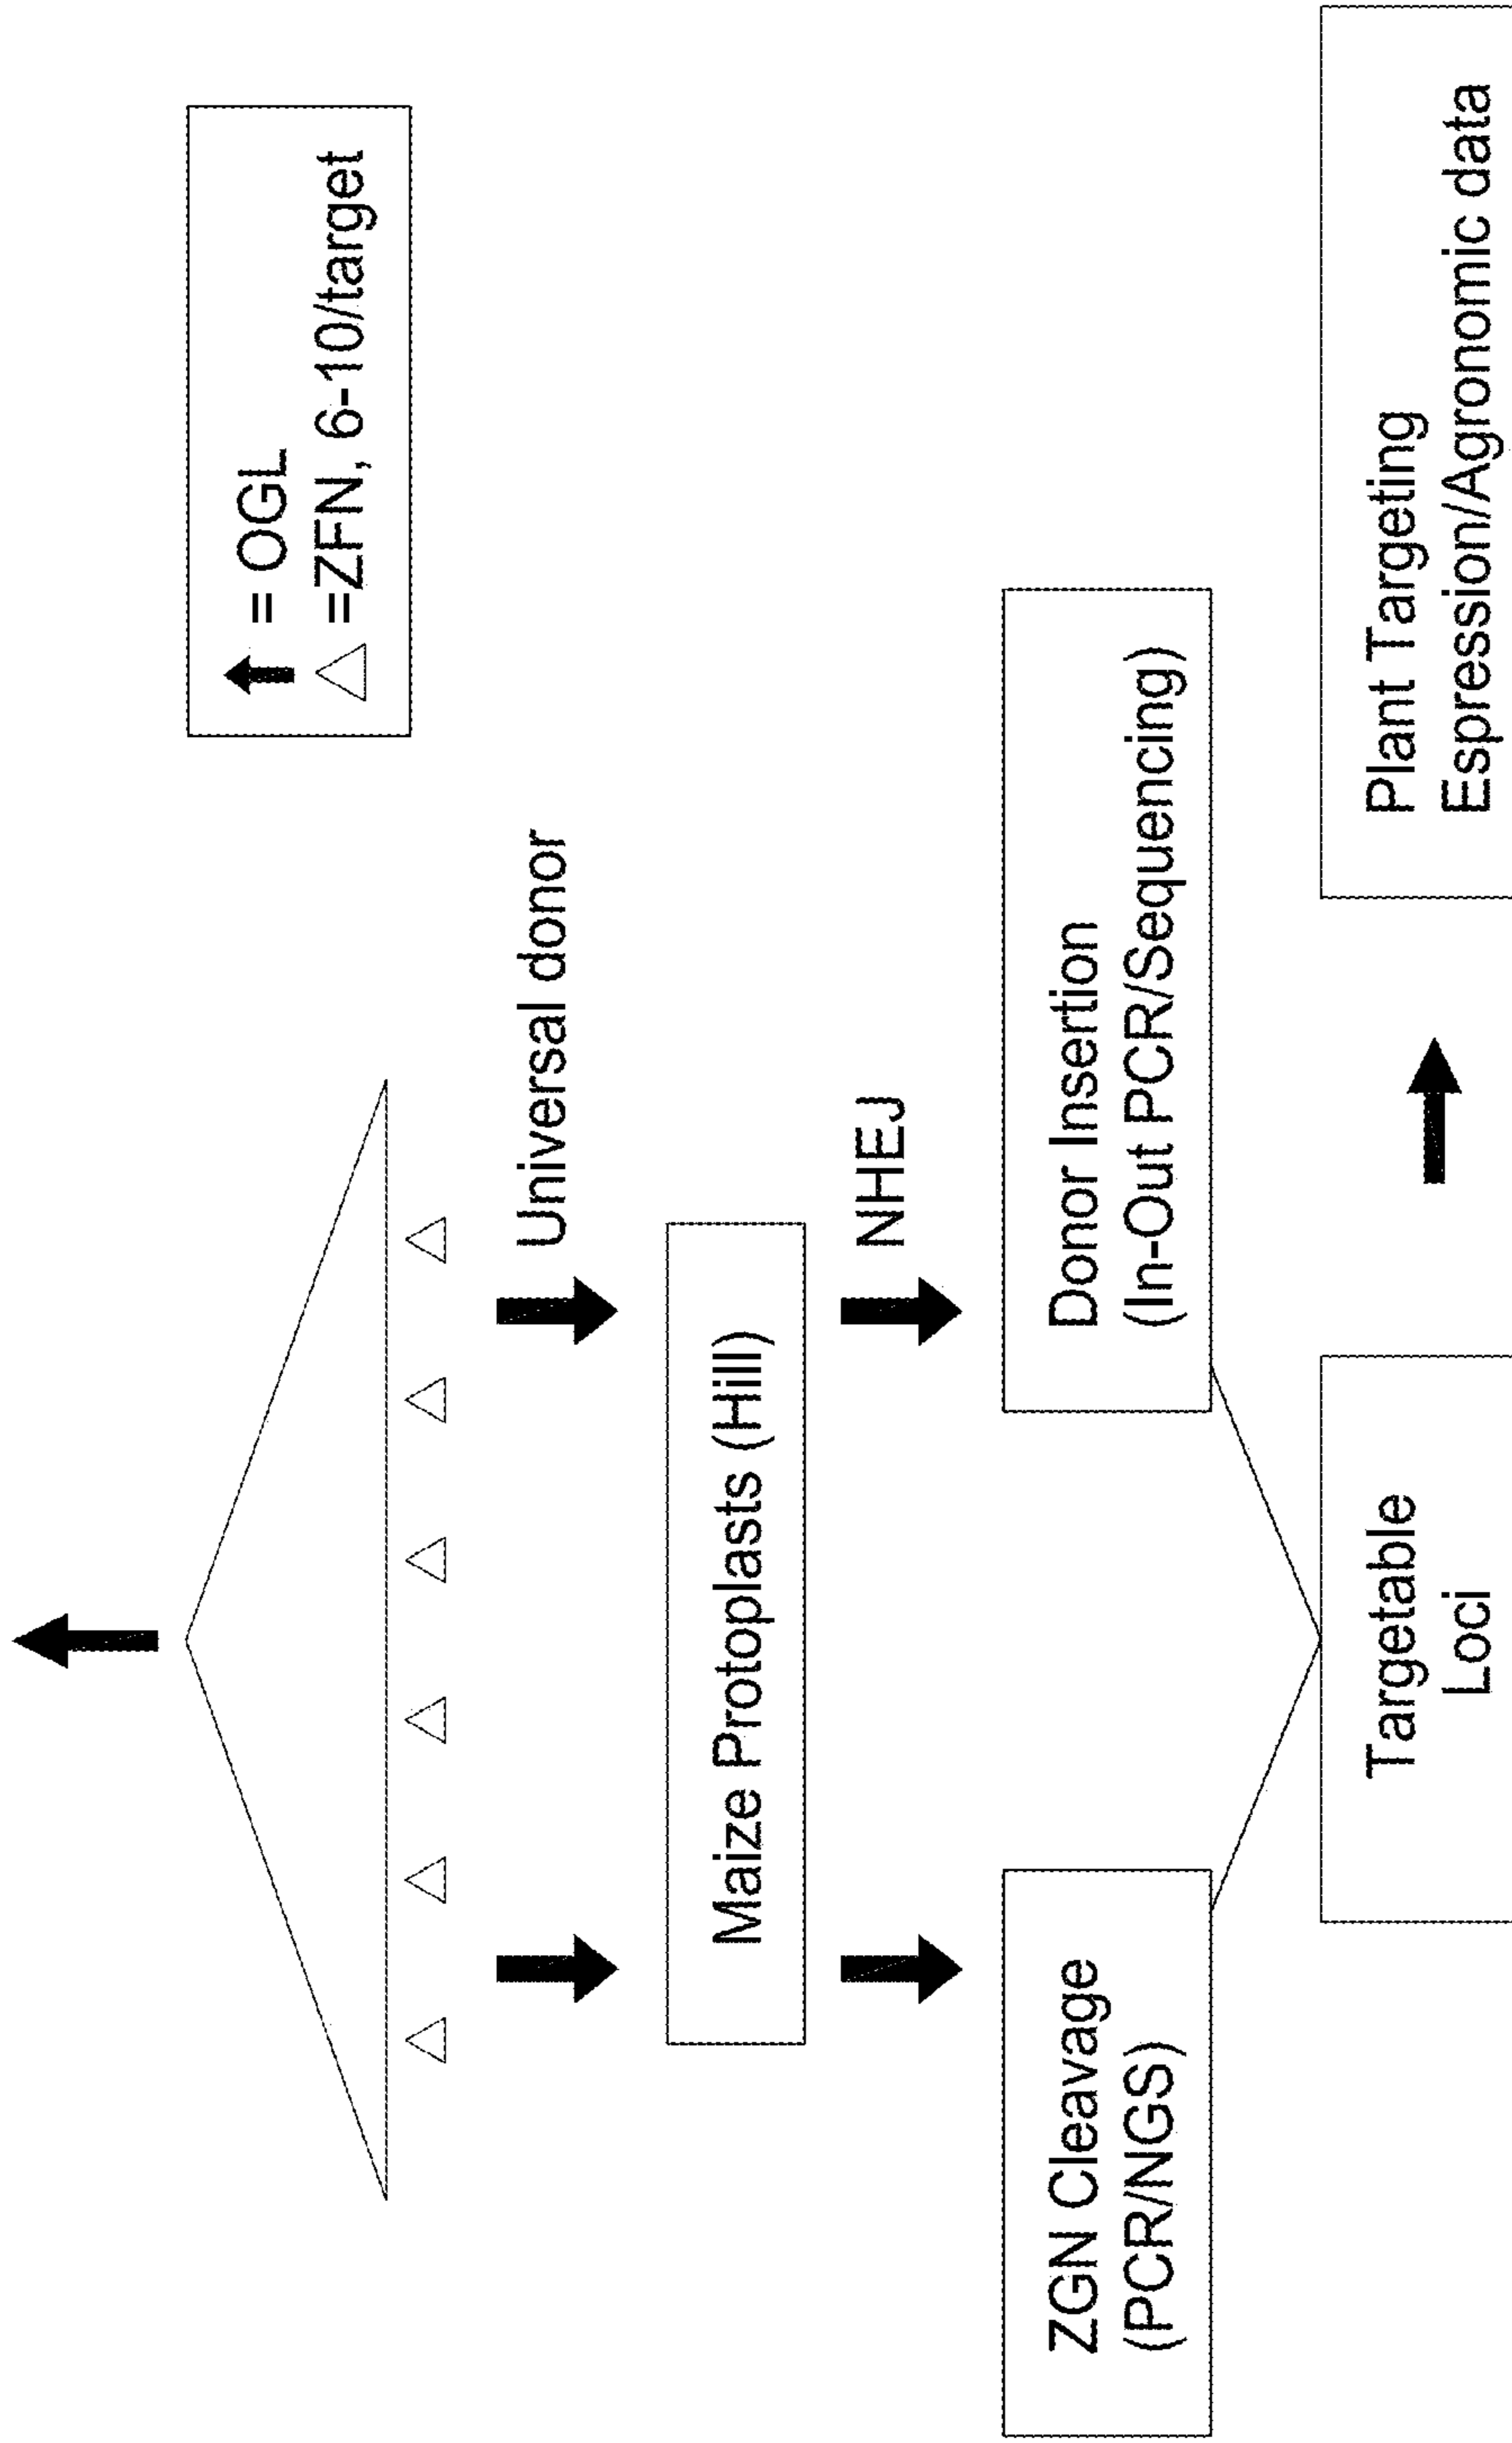 = OGL
=ZFN, 6-10/target
Universal donor
Maize Protoplasts (Hill)
NHEJ
ZGN Cleavage
(PCR/NGS)
Donor Insertion
(In-Out PCR/Sequencing)
Targetable
Loci
Plant Targeting
Espression/Agronomic data